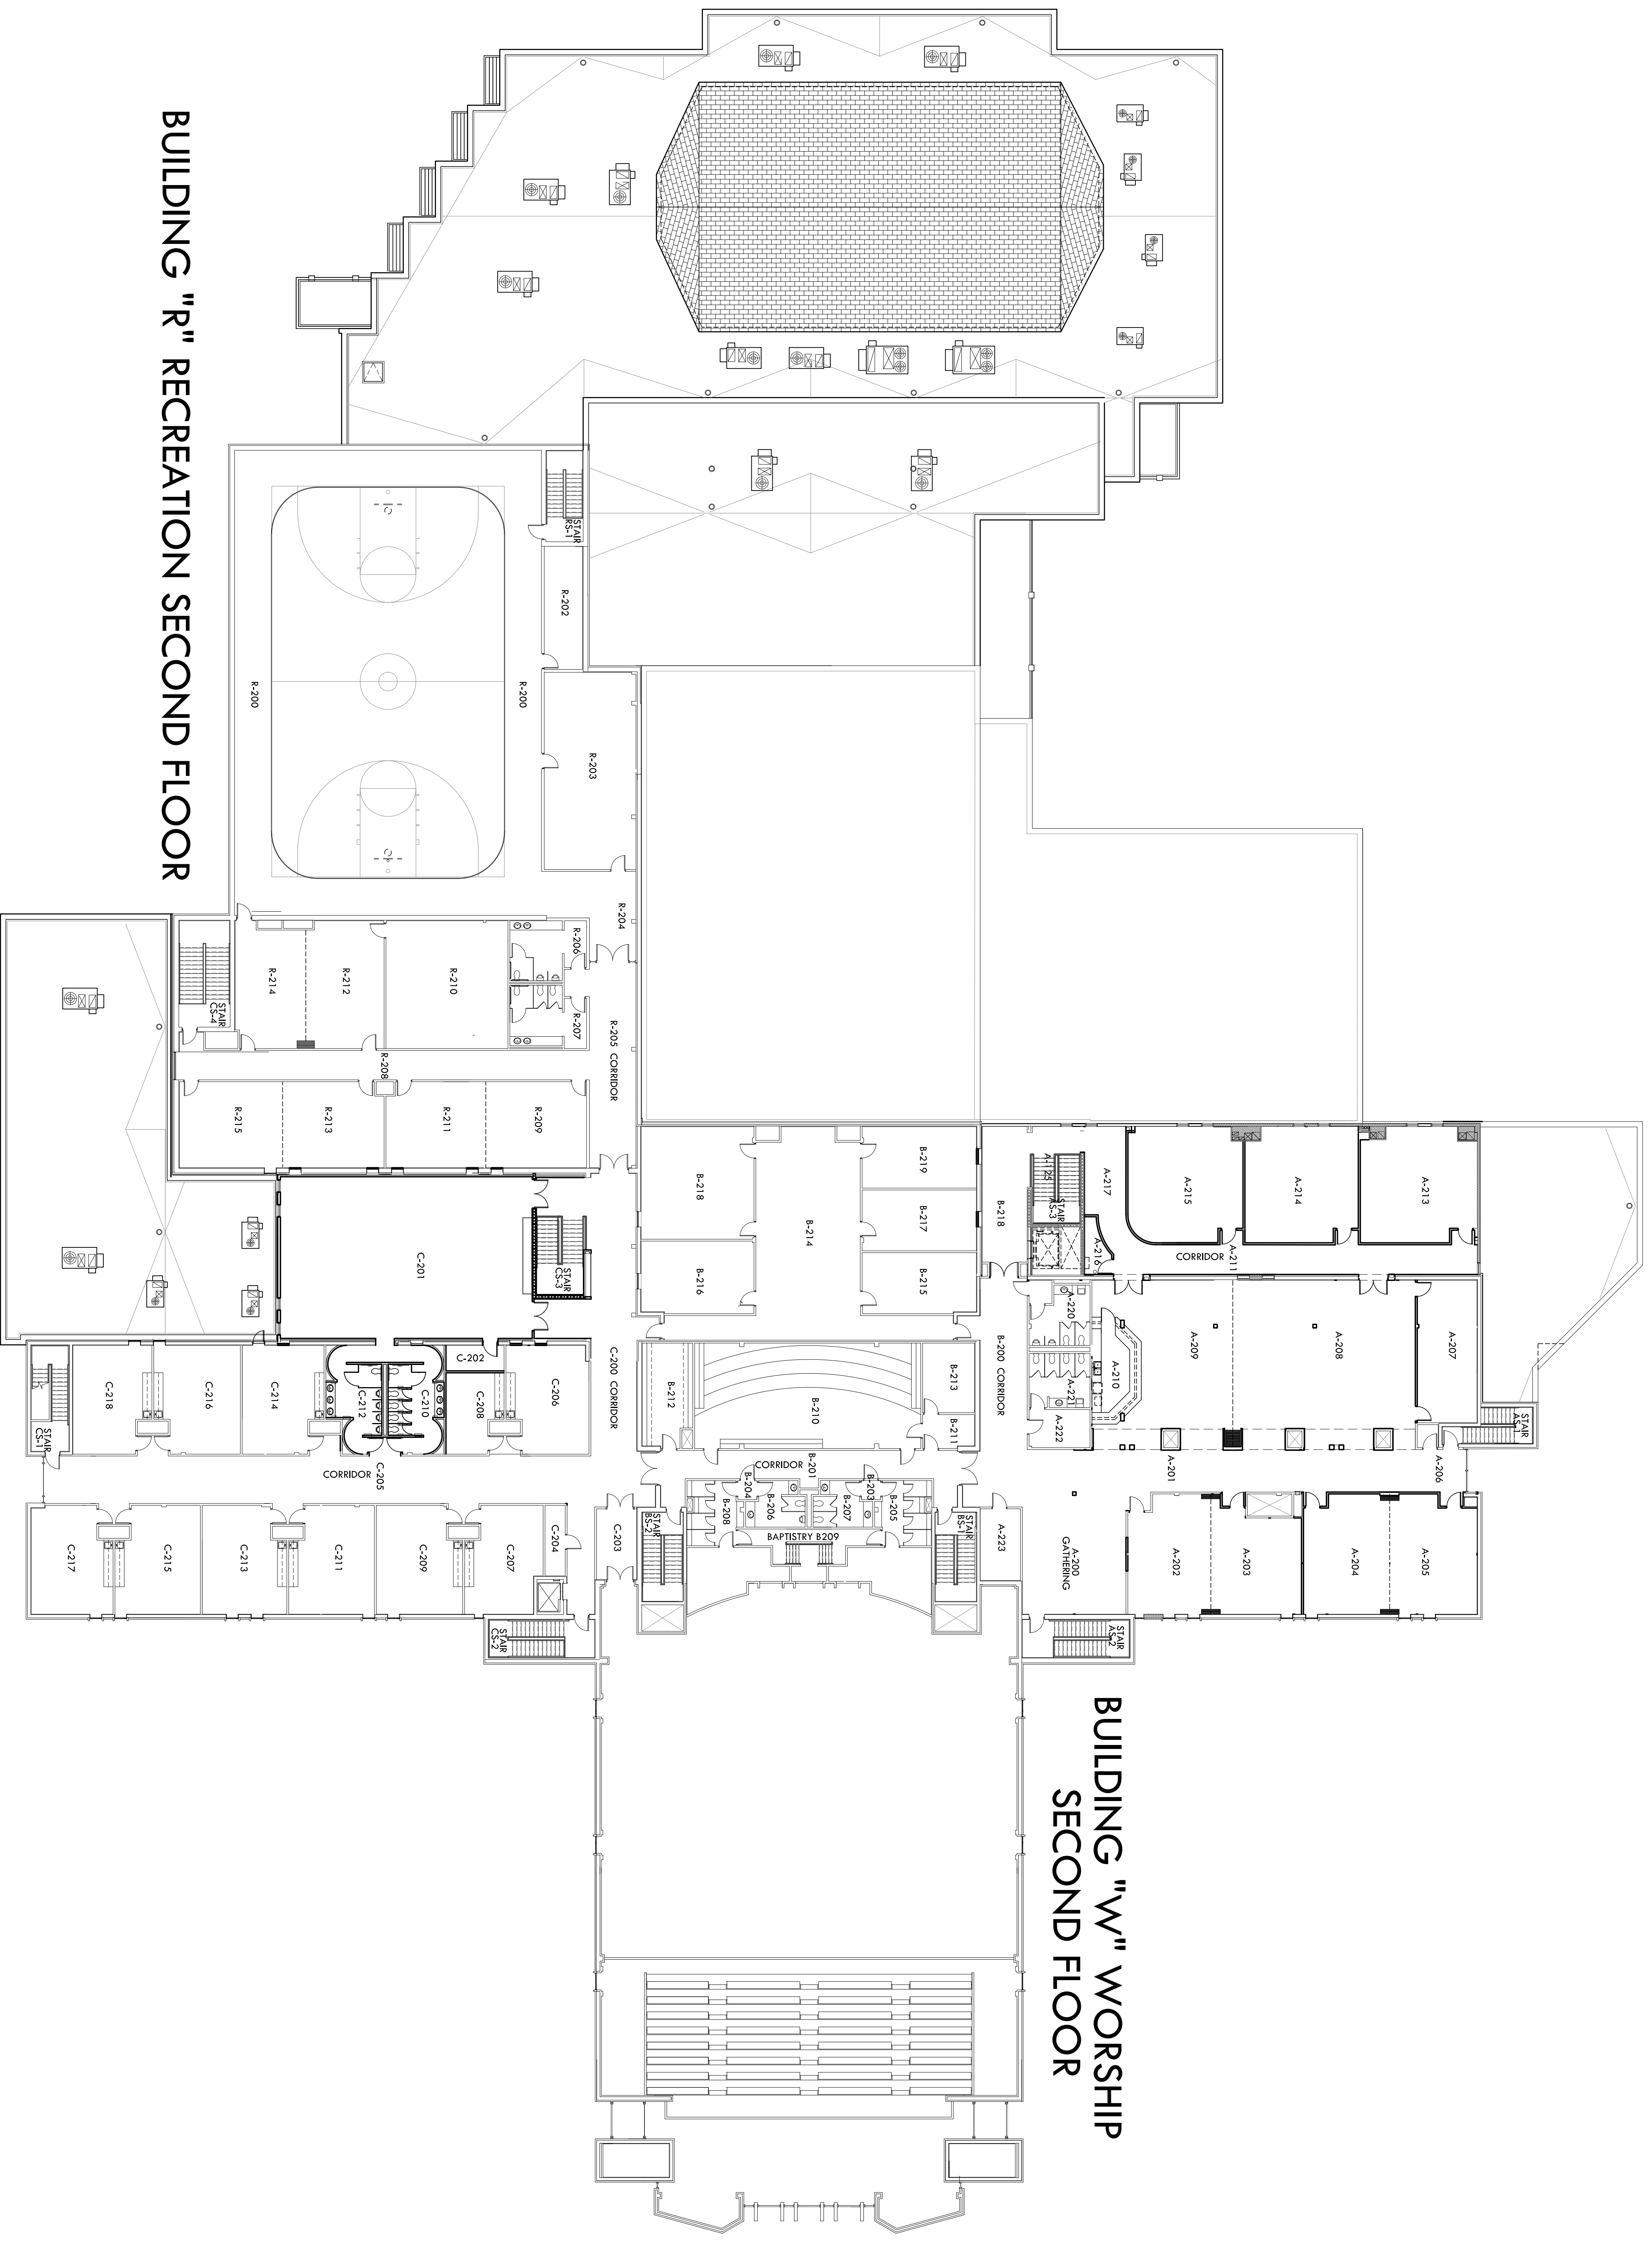 BUILDING "R" RECREATION SECOND FLOOR
BUILDING "W" WORSHIP
SECOND FLOOR
STAIR
RS-1
R-202
R-200
R-200
R-203
R-204
R-206
R-207
R-205 CORRIDOR
R-214
R-212
R-210
STAIR
CS-4
R-208
R-215
R-213
R-211
R-209
C-201
STAIR
CS-3
B-218
B-216
B-214
B-219
B-217
B-215
B-218
A-125
STAIR
AS-3
A-217
A-216
A-215
A-214
A-213
CORRIDOR
A-211
A-220
A-221
A-222
A-210
A-209
A-208
A-207
STAIR
AS-1
A-206
A-201
B-200 CORRIDOR
C-200 CORRIDOR
B-212
B-210
B-213
B-211
CORRIDOR
B-201
B-204
B-203
B-208
B-206
B-207
B-205
BAPTISTRY B209
STAIR
BS-2
STAIR
BS-1
C-203
A-223
A-200
GATHERING
A-202
A-203
A-204
A-205
STAIR
AS-2
C-202
C-206
C-208
C-210
C-212
C-214
C-216
C-218
STAIR
CS-1
CORRIDOR
C-205
C-217
C-215
C-213
C-211
C-209
C-207
C-204
STAIR
CS-2